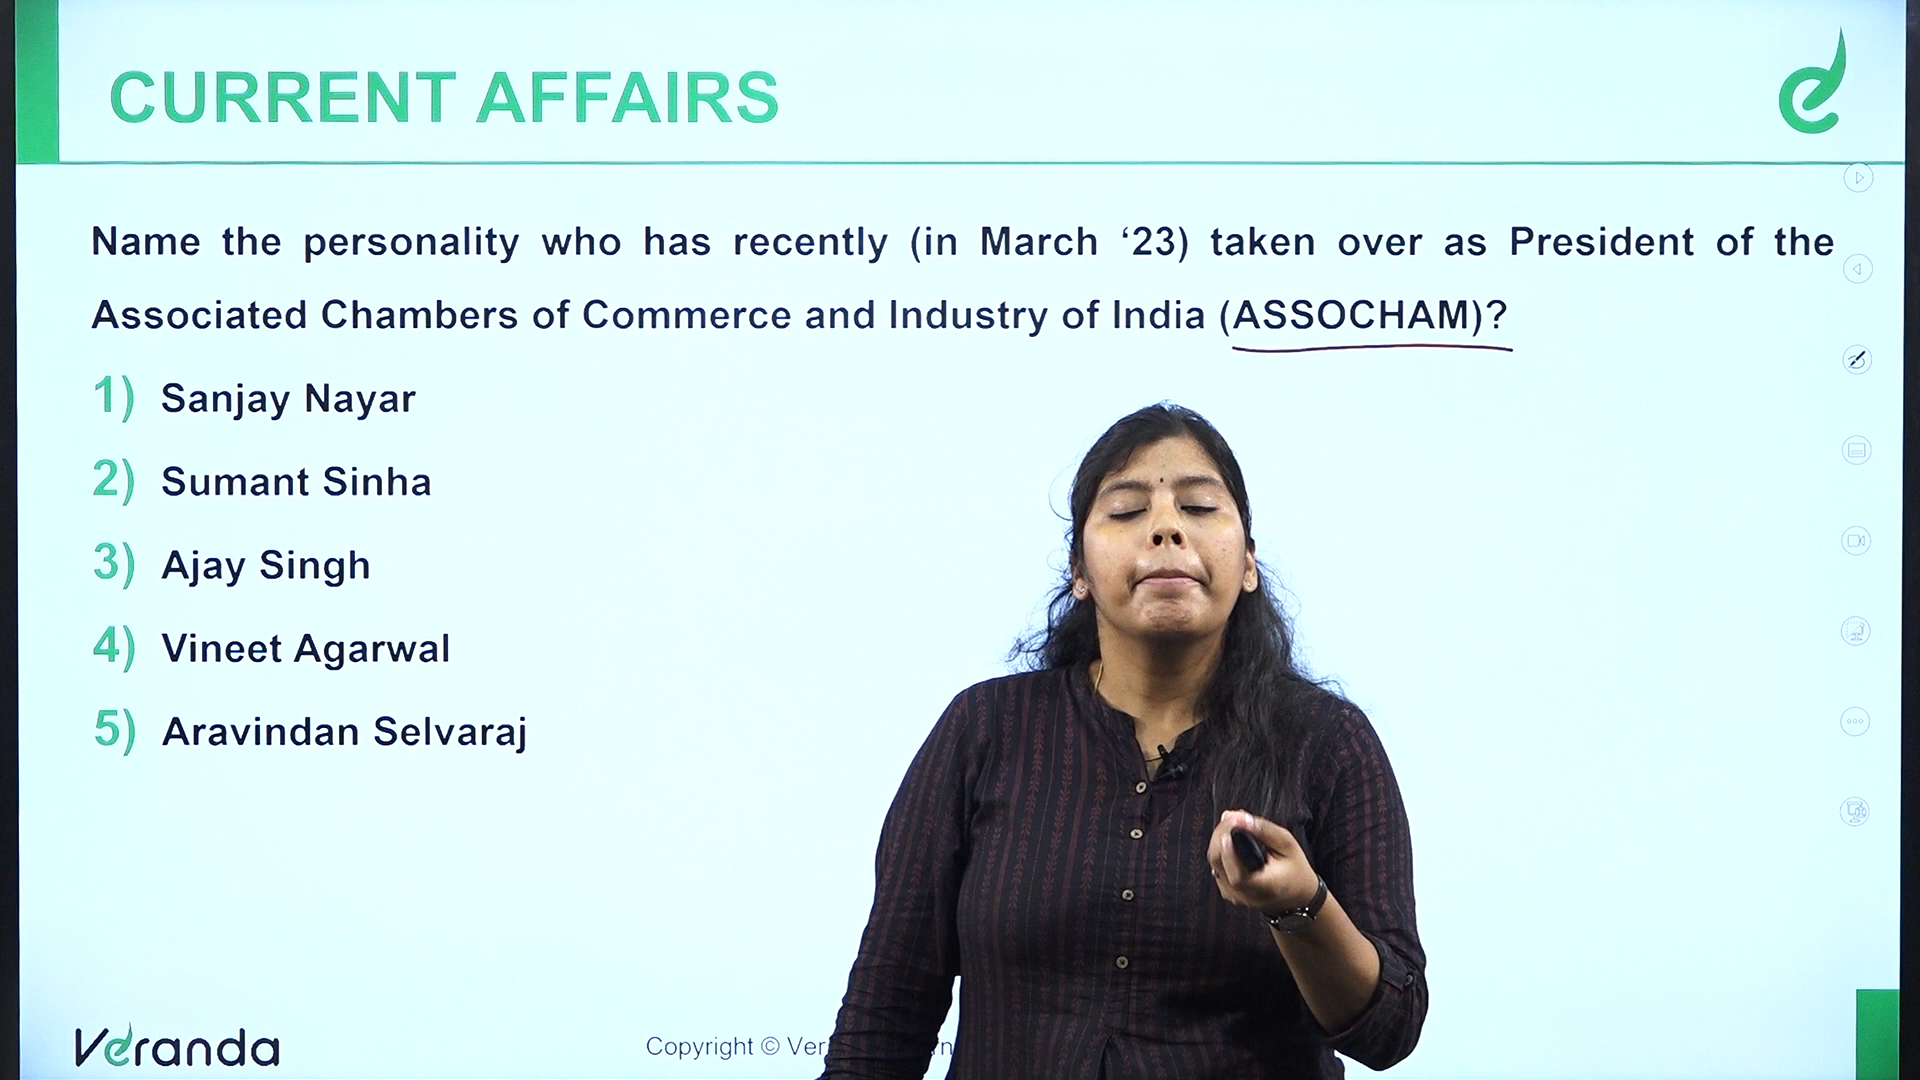 CURRENT AFFAIRS
Name the personality who has recently (in March ‘23) taken over as President of the
Associated Chambers of Commerce and Industry of India (ASSOCHAM)?
1) Sanjay Nayar
2) Sumant Sinha
3) Ajay Singh
4) Vineet Agarwal
5) Aravindan Selvaraj
Veranda
Copyright ©